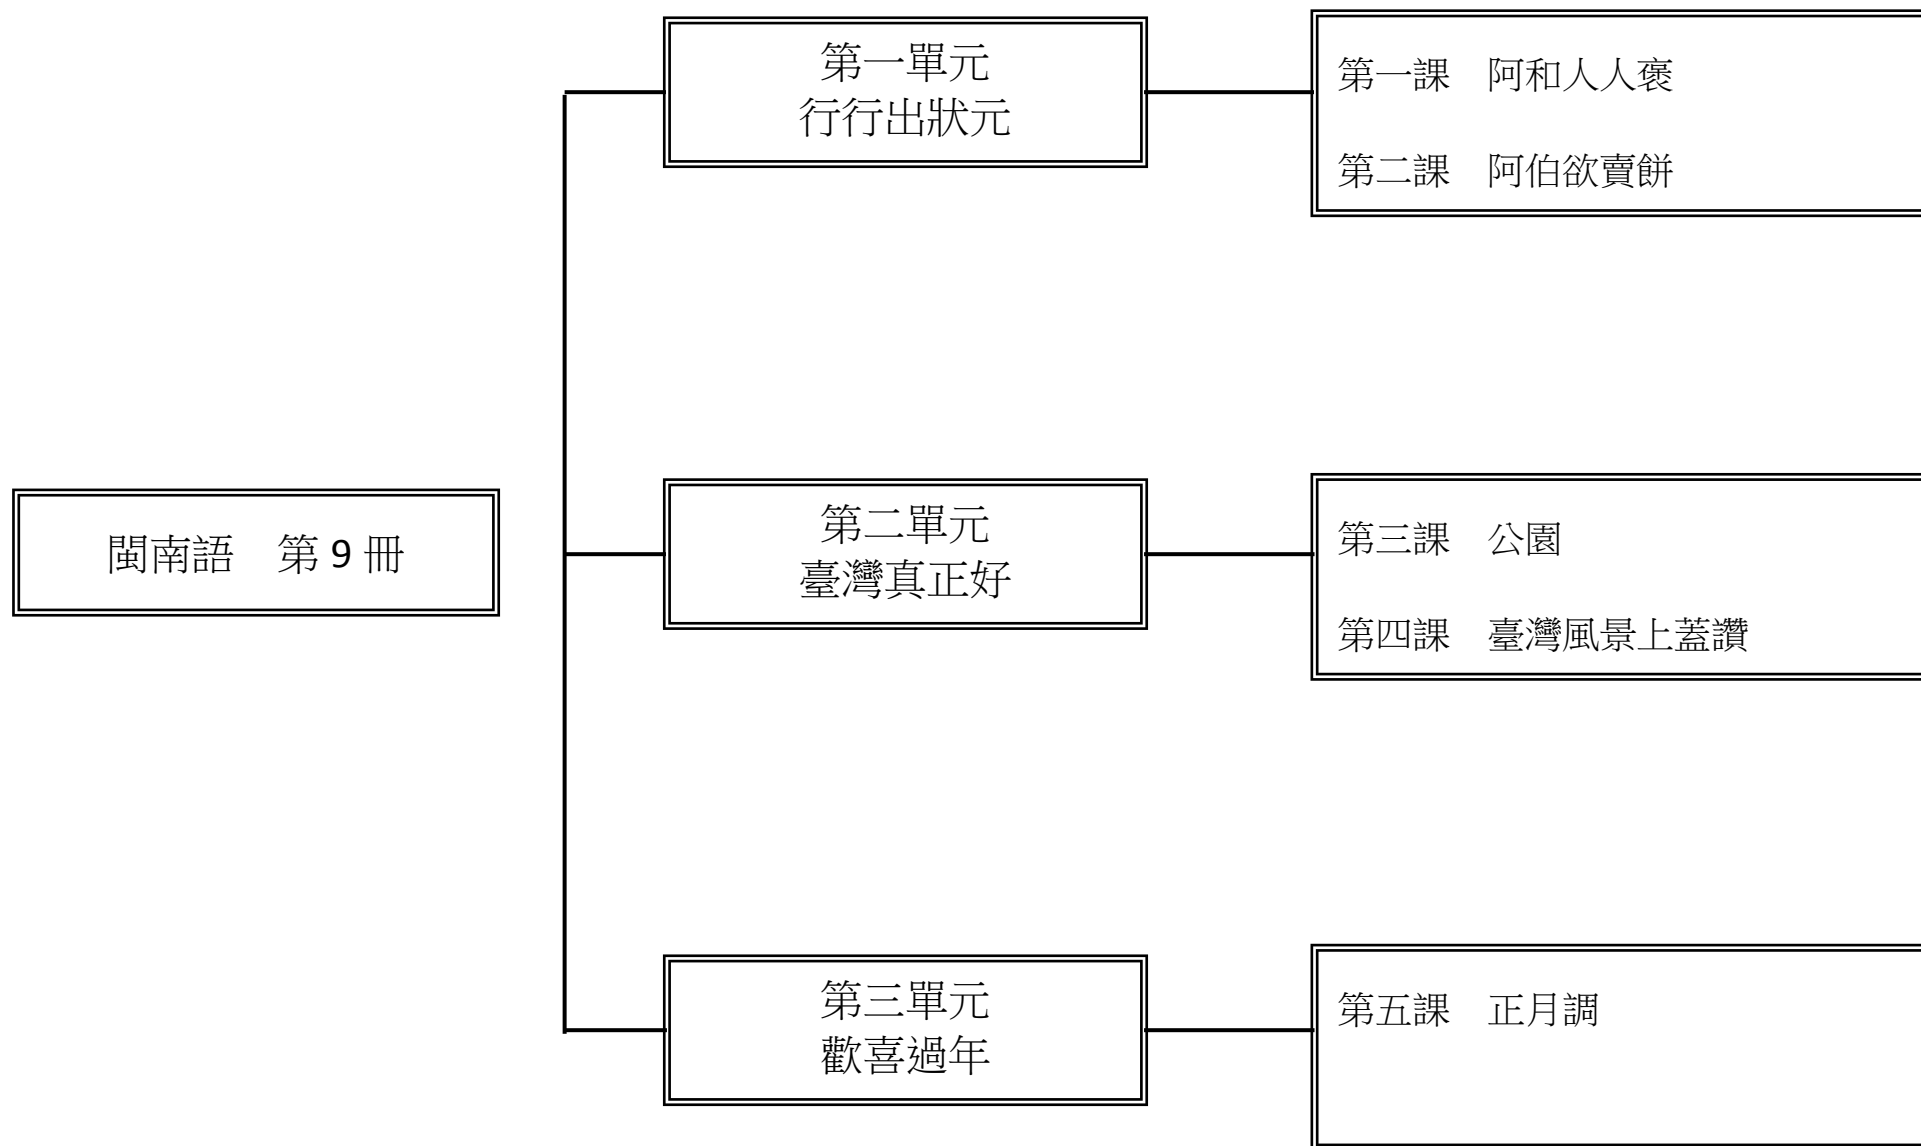 閩南語　第 9 冊
第一單元
行行出狀元
第一課　阿和人人褒
第二課　阿伯欲賣餅
第二單元
臺灣真正好
第三課　公園
第四課　臺灣風景上蓋讚
第三單元
歡喜過年
第五課　正月調